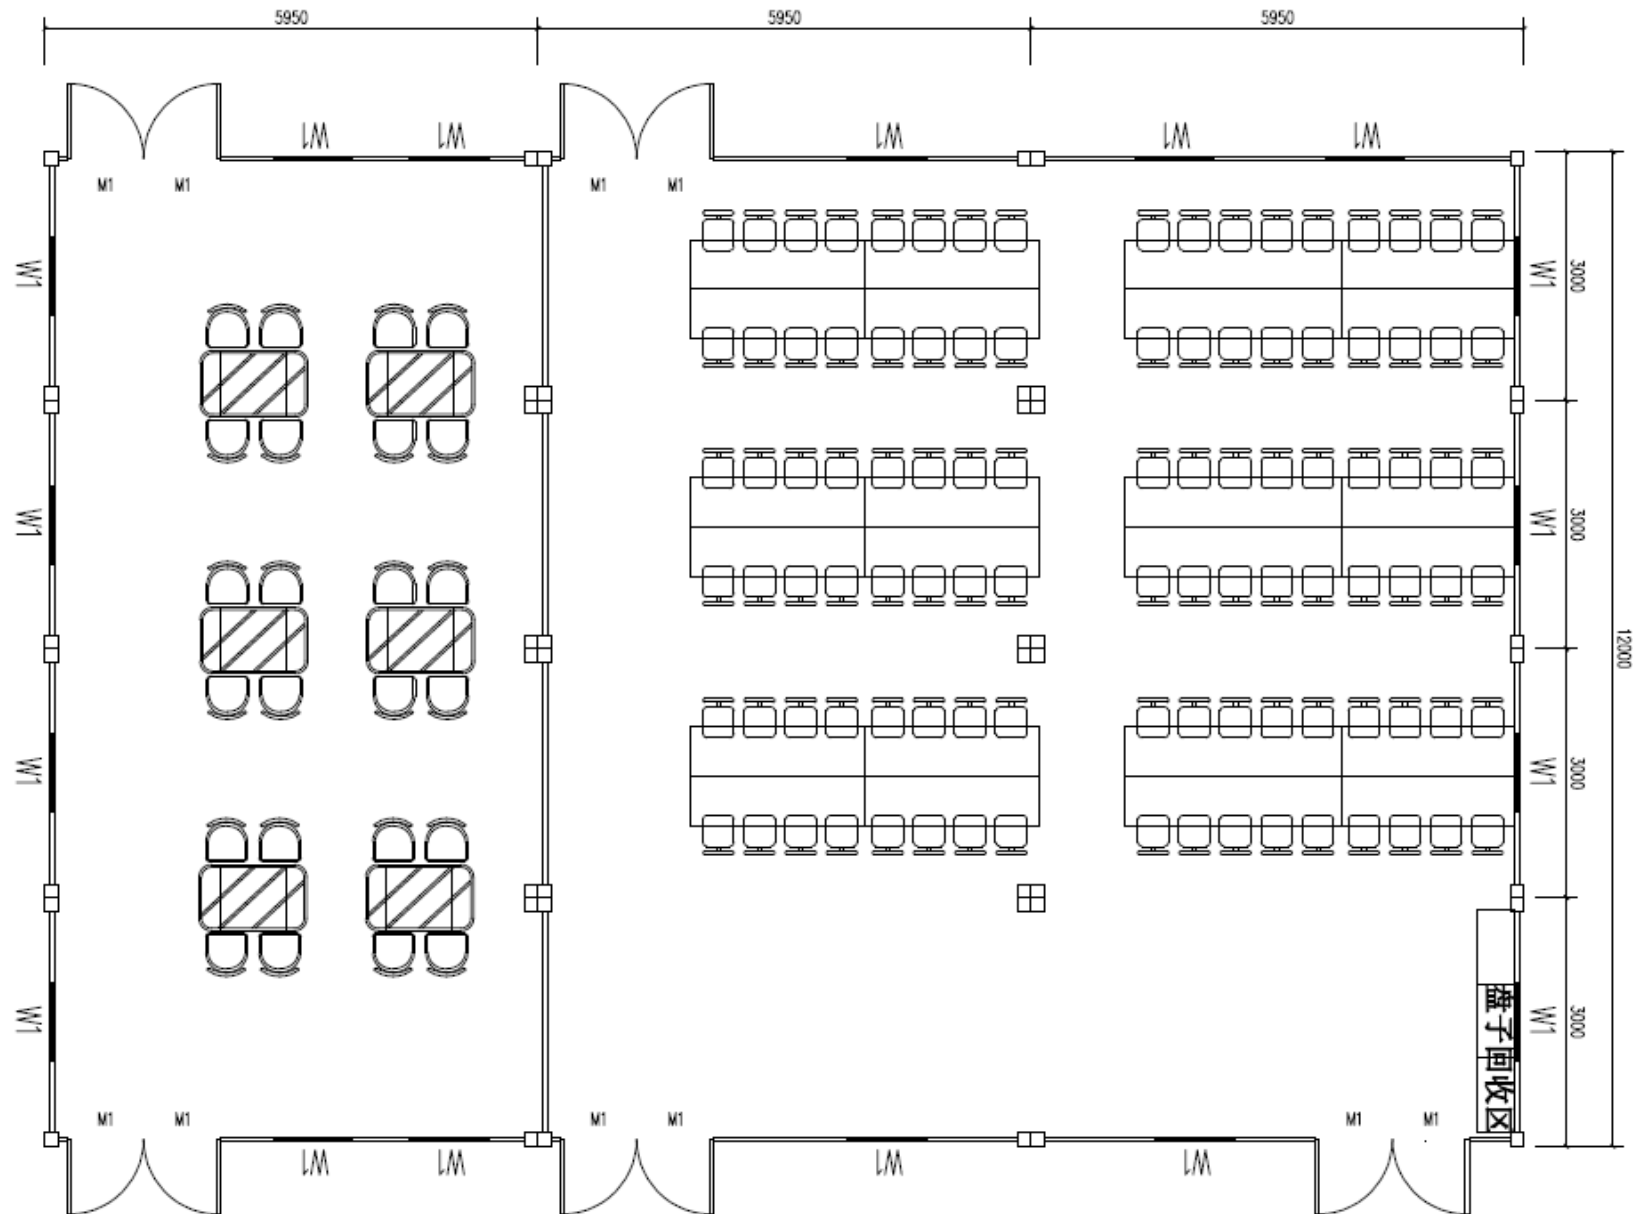 5950 5950 5950
W1 W1 W1 W1 W1
M1 M1 M1 M1
W1 W1 3000
W1 W1 3000
12000
W1 W1 3000
W1 W1 3000
盘子回收区
M1 M1 M1 M1 M1 M1
W1 W1 W1 W1